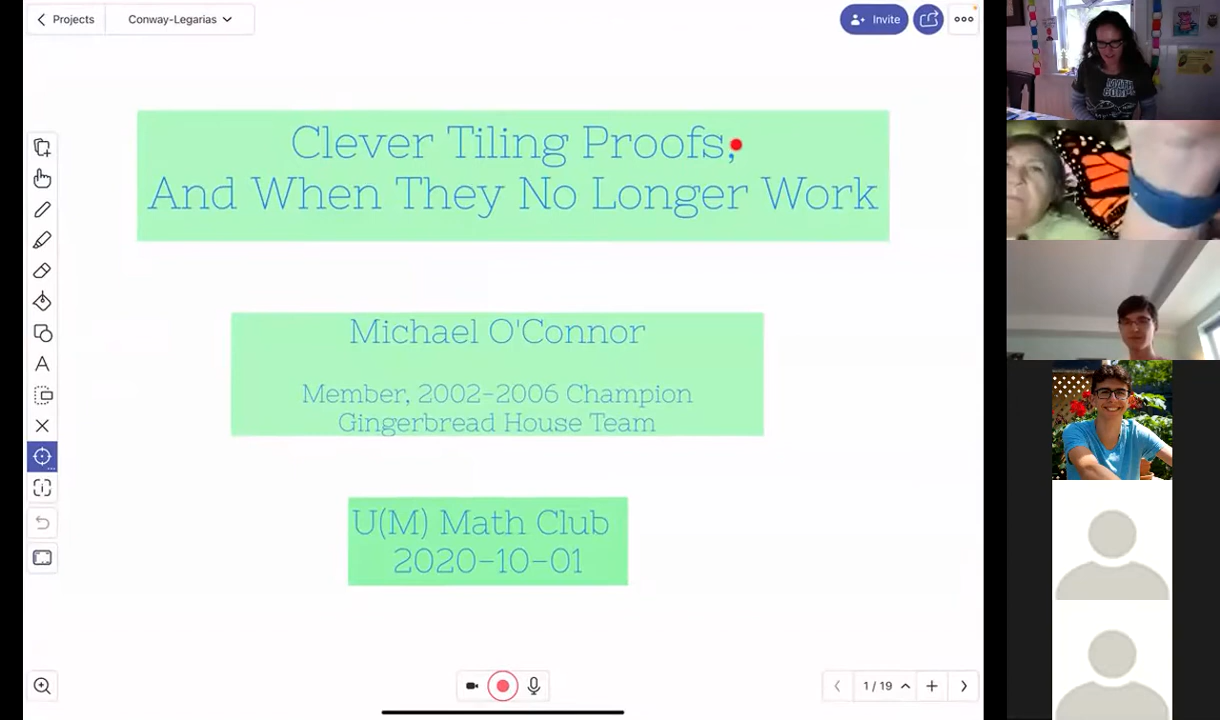 Projects
Conway-Legarias
Invite
Clever Tiling Proofs,
And When They No Longer Work
Michael O'Connor
Member, 2002-2006 Champion
Gingerbread House Team
U(M) Math Club
2020-10-01
A
1 / 19
MATH